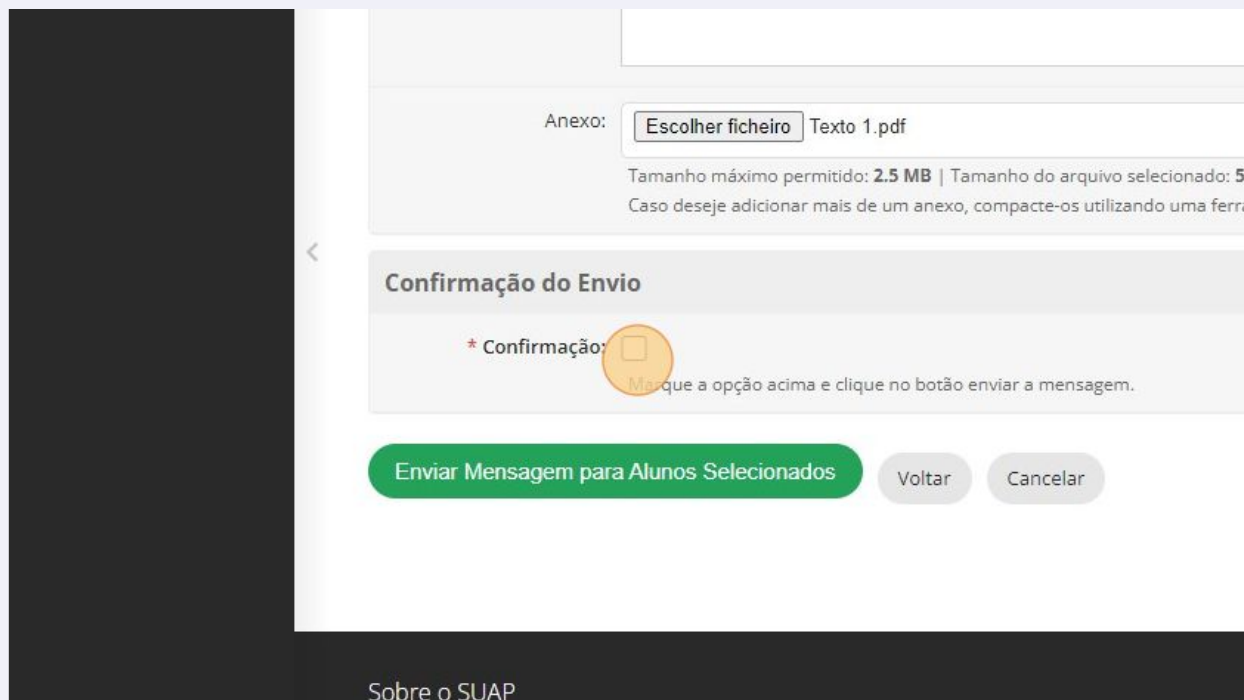 Anexo: Escolher ficheiro Texto 1.pdf
Tamanho máximo permitido: 2.5 MB | Tamanho do arquivo selecionado: 5
Caso deseje adicionar mais de um anexo, compacte-os utilizando uma
Confirmação do Envio
* Confirmação:
Marque a opção acima e clique no botão enviar a mensagem.
Enviar Mensagem para Alunos Selecionados Voltar Cancelar
Sobre o SUAP